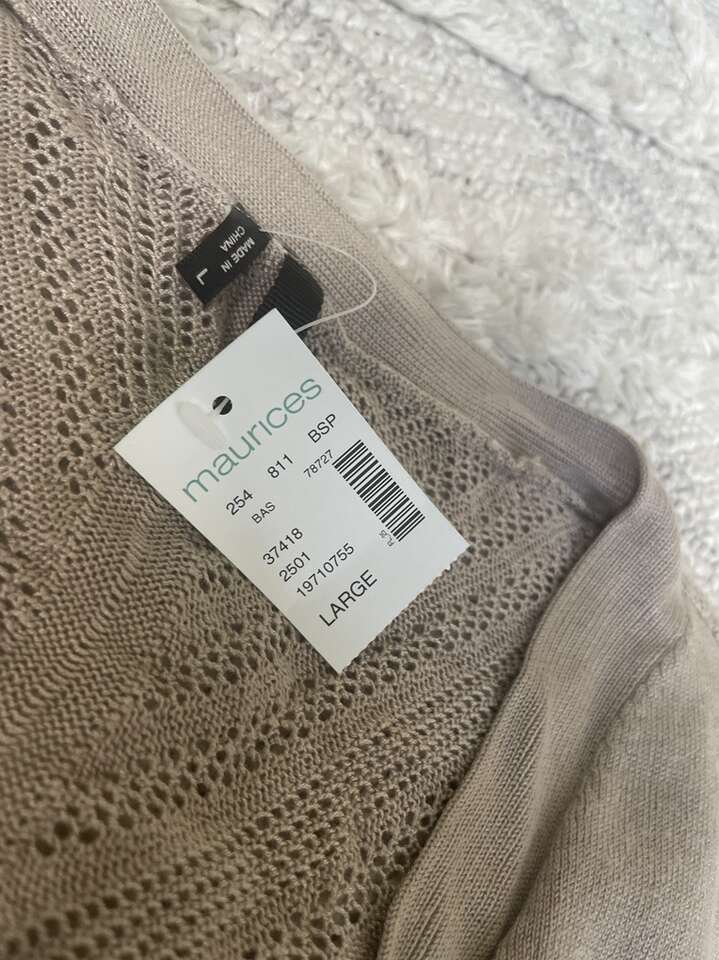 MADE IN
CHINA
L
maurices
254 811 BSP
BAS 78727
37418
2501
19710755
LARGE